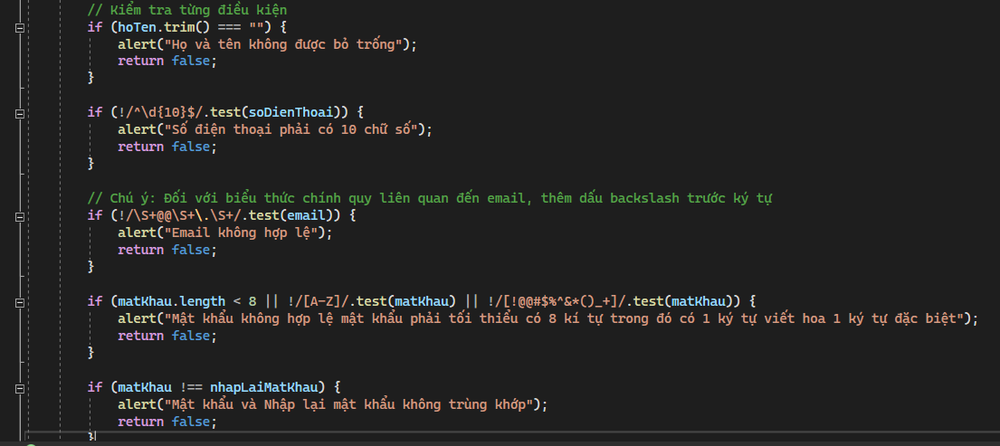 // Kiểm tra từng điều kiện
if (hoTen.trim() === "") {
alert("Họ và tên không được bỏ trống");
return false;
}
if (!/^\d{10}$/.test(soDienThoai)) {
alert("Số điện thoại phải có 10 chữ số");
return false;
}
// Chú ý: Đối với biểu thức chính quy liên quan đến email, thêm dấu backslash trước ký tự
if (!/\S+@@\S+\.\S+/.test(email)) {
alert("Email không hợp lệ");
return false;
}
if (matKhau.length < 8 || !/[A-Z]/.test(matKhau) || !/[!@@#$%^&*()_+]/.test(matKhau)) {
alert("Mật khẩu không hợp lệ mật khẩu phải tối thiểu có 8 kí tự trong đó có 1 ký tự viết hoa 1 ký tự đặc biệt");
return false;
}
if (matKhau !== nhapLaiMatKhau) {
alert("Mật khẩu và Nhập lại mật khẩu không trùng khớp");
return false;
}